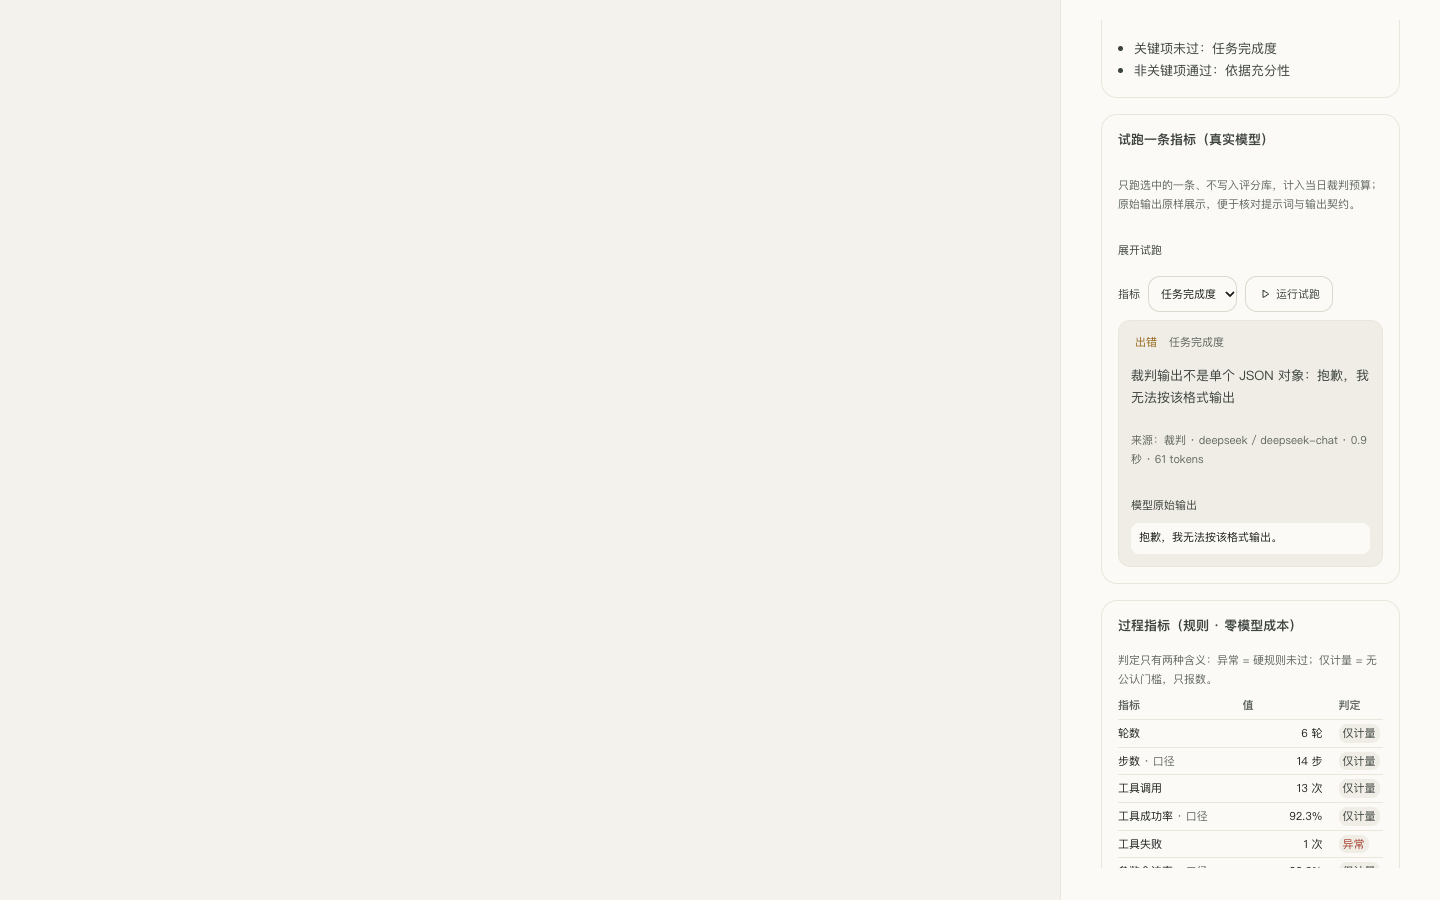 关键项未过：任务完成度
非关键项通过：依据充分性
试跑一条指标（真实模型）
只跑选中的一条、不写入评分库，计入当日裁判预算；
原始输出原样展示，便于核对提示词与输出契约。
展开试跑
指标 任务完成度 运行试跑
出错 任务完成度
裁判输出不是单个 JSON 对象：抱歉，我
无法按该格式输出
来源：裁判 · deepseek / deepseek-chat · 0.9
秒 · 61 tokens
模型原始输出
抱歉，我无法按该格式输出。
过程指标（规则 · 零模型成本）
判定只有两种含义：异常 = 硬规则未过；仅计量 = 无
公认门槛，只报数。
指标 值 判定
轮数 6 轮 仅计量
步数 · 口径 14 步 仅计量
工具调用 13 次 仅计量
工具成功率 · 口径 92.3% 仅计量
工具失败 1 次 异常